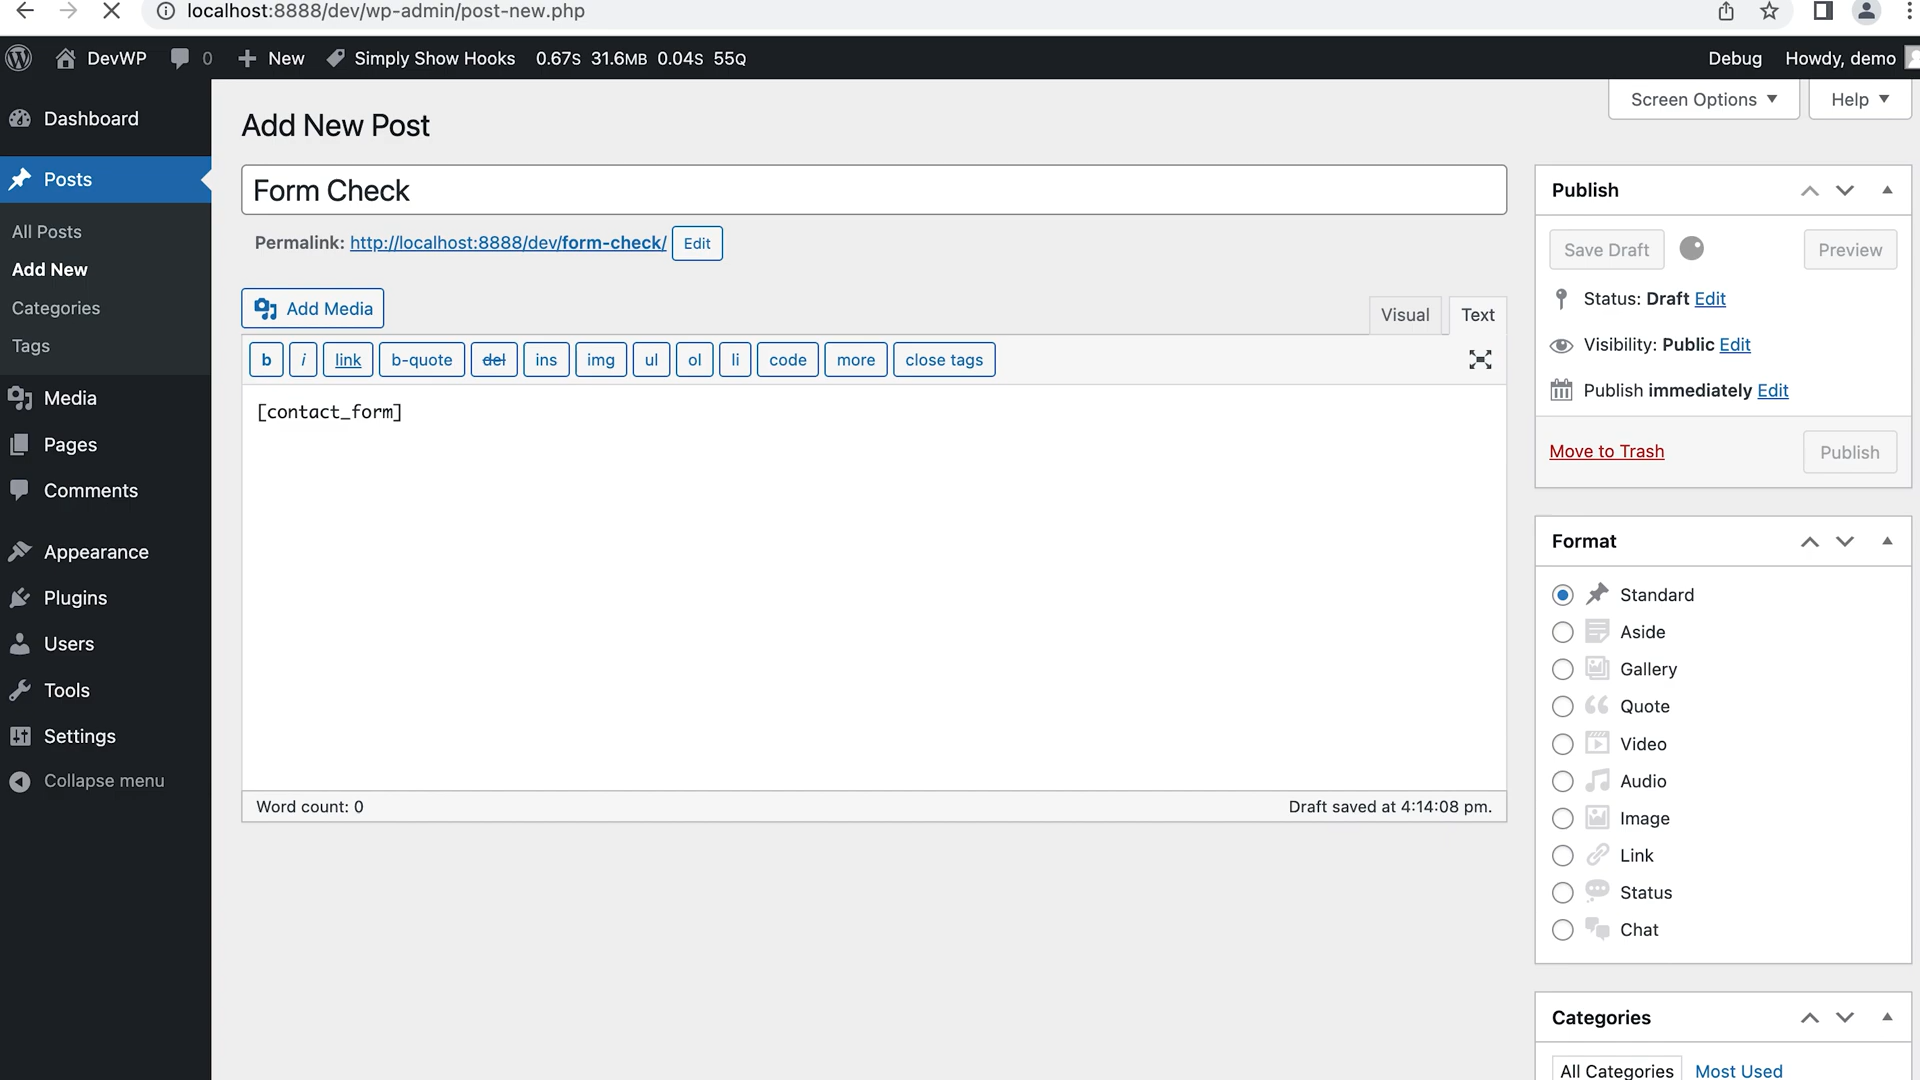 localhost:8888/dev/wp-admin/post-new.php
DevWP 0 New Simply Show Hooks 0.67S 31.6MB 0.04S 55Q Debug Howdy, demo
Screen Options Help
Dashboard
Posts
All Posts
Add New
Categories
Tags
Media
Pages
Comments
Appearance
Plugins
Users
Tools
Settings
Collapse menu
Add New Post
Form Check
Permalink: http://localhost:8888/dev/form-check/ Edit
Add Media
Visual Text
b i link b-quote del ins img ul ol li code more close tags
[contact_form]
Word count: 0 Draft saved at 4:14:08 pm.
Publish
Save Draft Preview
Status: Draft Edit
Visibility: Public Edit
Publish immediately Edit
Move to Trash Publish
Format
Standard
Aside
Gallery
Quote
Video
Audio
Image
Link
Status
Chat
Categories
All Categories Most Used